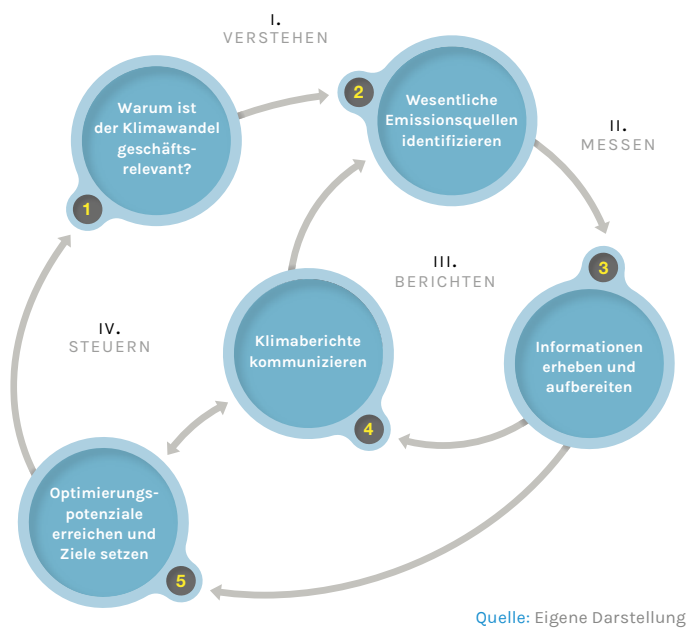 I.
VERSTEHEN
Warum ist
der Klimawandel
geschäfts-
relevant?
1
2
Wesentliche
Emissionsquellen
identifizieren
II.
MESSEN
3
Informationen
erheben und
aufbereiten
III.
BERICHTEN
Klimaberichte
kommunizieren
4
IV.
STEUERN
Optimierungs-
potenziale
erreichen und
Ziele setzen
5
Quelle: Eigene Darstellung